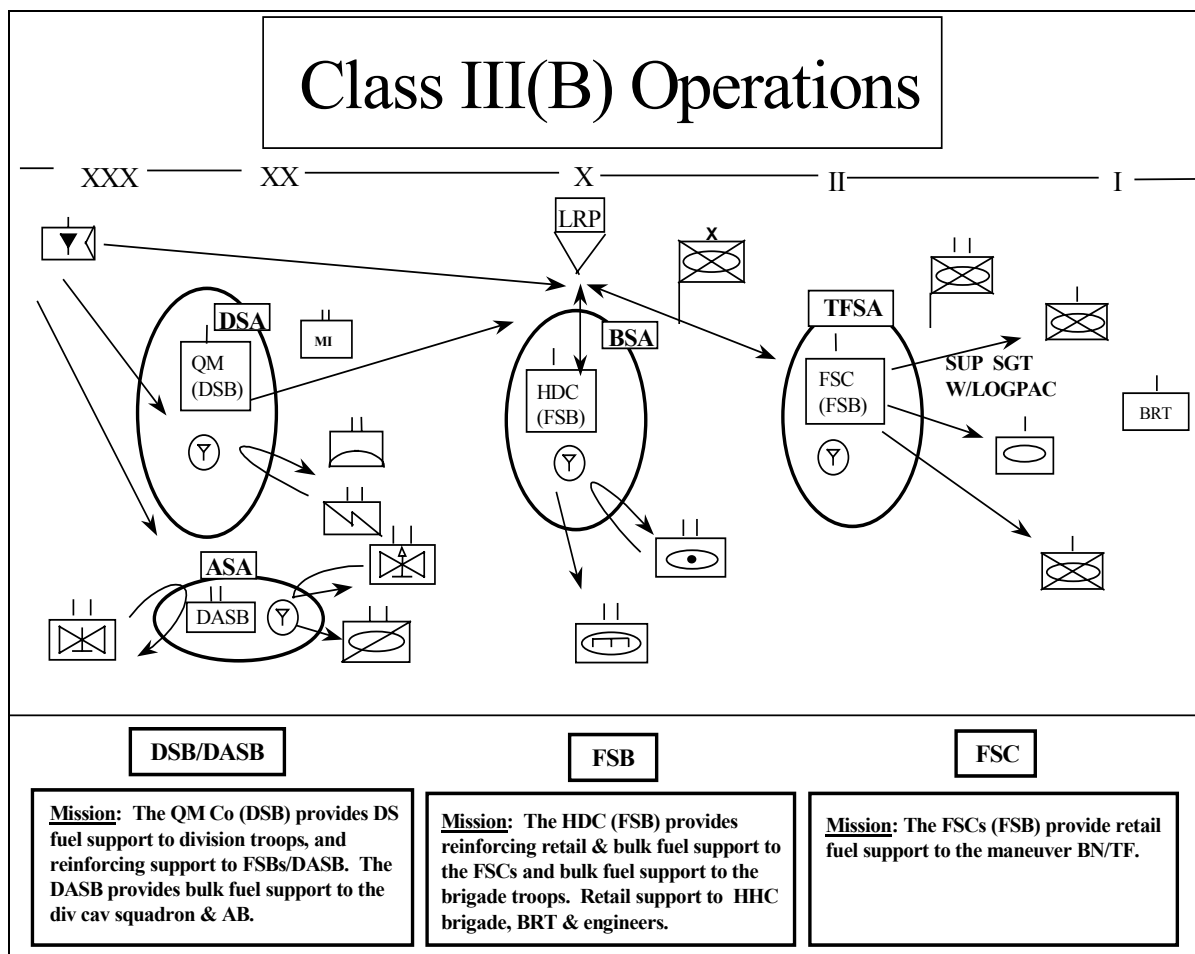 Class III(B) Operations
XXX XX X II I
LRP
X
DSA
MI
BSA
TFSA
QM
(DSB)
HDC
(FSB)
FSC
(FSB)
SUP SGT
W/LOGPAC
BRT
ASA
DASB
DSB/DASB
Mission: The QM Co (DSB) provides DS
fuel support to division troops, and
reinforcing support to FSBs/DASB. The
DASB provides bulk fuel support to the
div cav squadron & AB.
FSB
Mission: The HDC (FSB) provides
reinforcing retail & bulk fuel support to
the FSCs and bulk fuel support to the
brigade troops. Retail support to HHC
brigade, BRT & engineers.
FSC
Mission: The FSCs (FSB) provide retail
fuel support to the maneuver BN/TF.